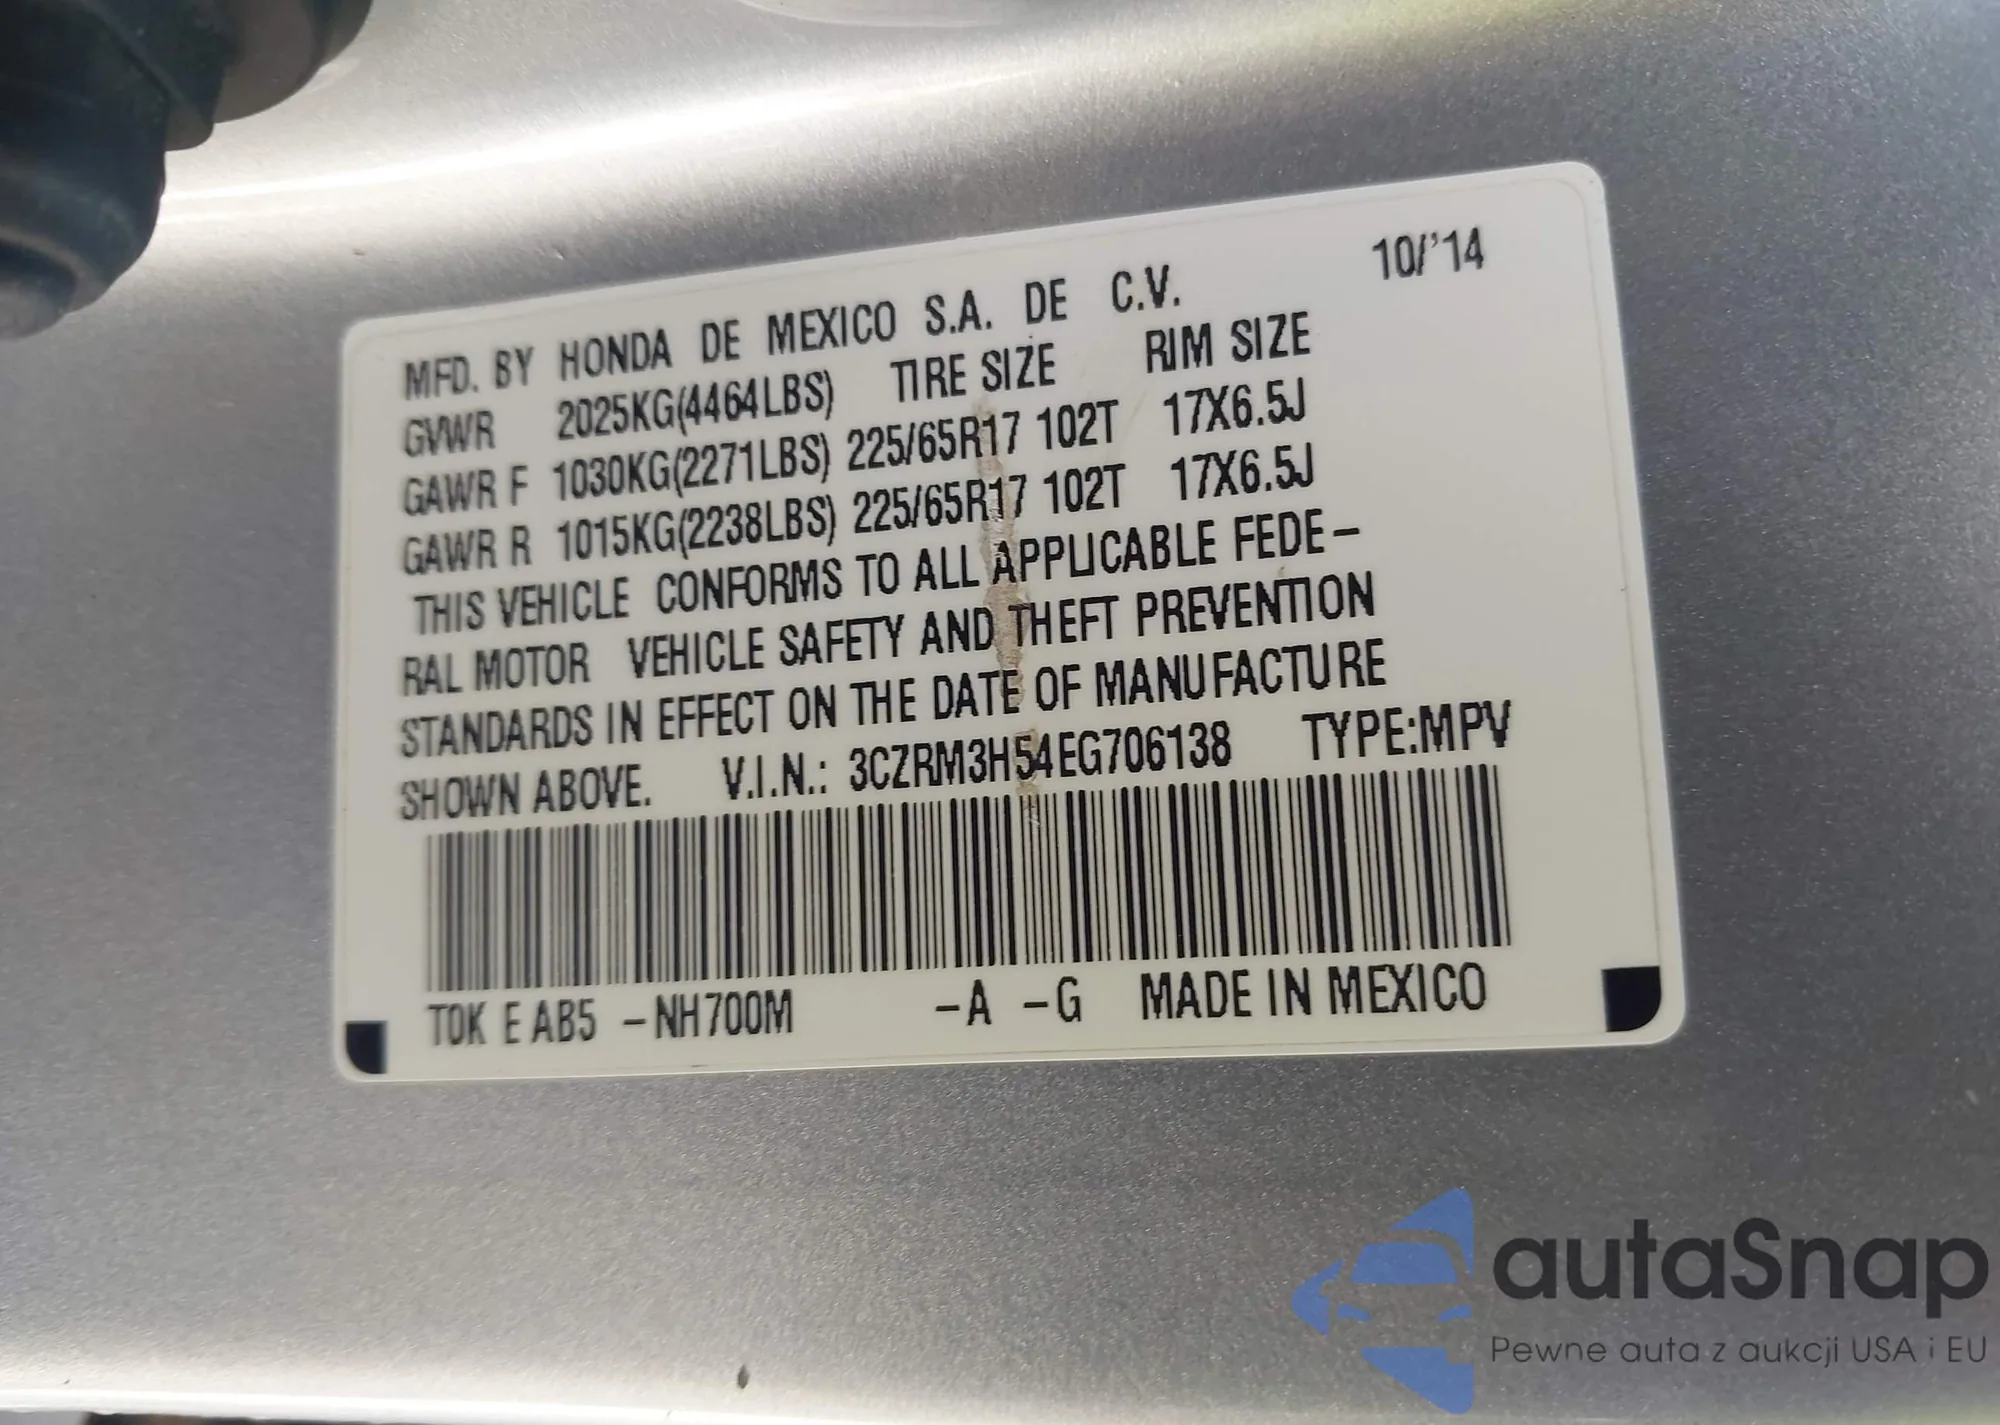 MFD. BY HONDA DE MEXICO S.A. DE C.V. 10/'14
GVWR 2025KG(4464LBS) TIRE SIZE RIM SIZE
GAWR F 1030KG(2271LBS) 225/65R17 102T 17X6.5J
GAWR R 1015KG(2238LBS) 225/65R17 102T 17X6.5J
THIS VEHICLE CONFORMS TO ALL APPLICABLE FEDE-
RAL MOTOR VEHICLE SAFETY AND THEFT PREVENTION
STANDARDS IN EFFECT ON THE DATE OF MANUFACTURE
SHOWN ABOVE. V.I.N.: 3CZRM3H54EG706138 TYPE:MPV
T0K E AB5 -NH700M -A -G MADE IN MEXICO
autaSnap
Pewne auta z aukcji USA i EU